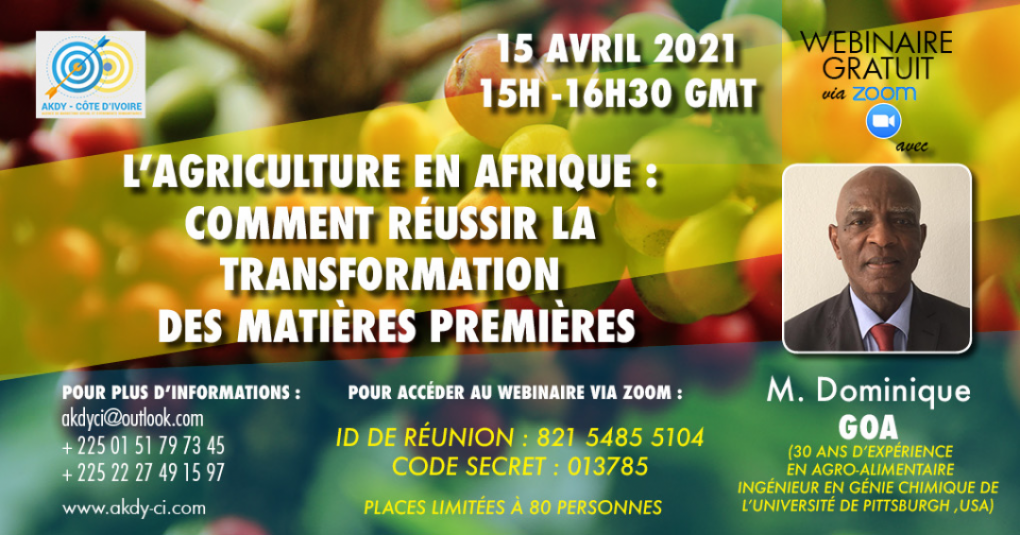 AKDY - CÔTE D'IVOIRE
15 AVRIL 2021
15H -16H30 GMT
WEBINAIRE
GRATUIT
via zoom
avec
L'AGRICULTURE EN AFRIQUE :
COMMENT RÉUSSIR LA
TRANSFORMATION
DES MATIÈRES PREMIÈRES
POUR PLUS D'INFORMATIONS :
akdyci@outlook.com
+ 225 01 51 79 73 45
+ 225 22 27 49 15 97
www.akdy-ci.com
POUR ACCÉDER AU WEBINAIRE VIA ZOOM :
ID DE RÉUNION : 821 5485 5104
CODE SECRET : 013785
PLACES LIMITÉES À 80 PERSONNES
M. Dominique
GOA
(30 ANS D'EXPÉRIENCE
EN AGRO-ALIMENTAIRE
INGÉNIEUR EN GÉNIE CHIMIQUE DE
L'UNIVERSITÉ DE PITTSBURGH ,USA)